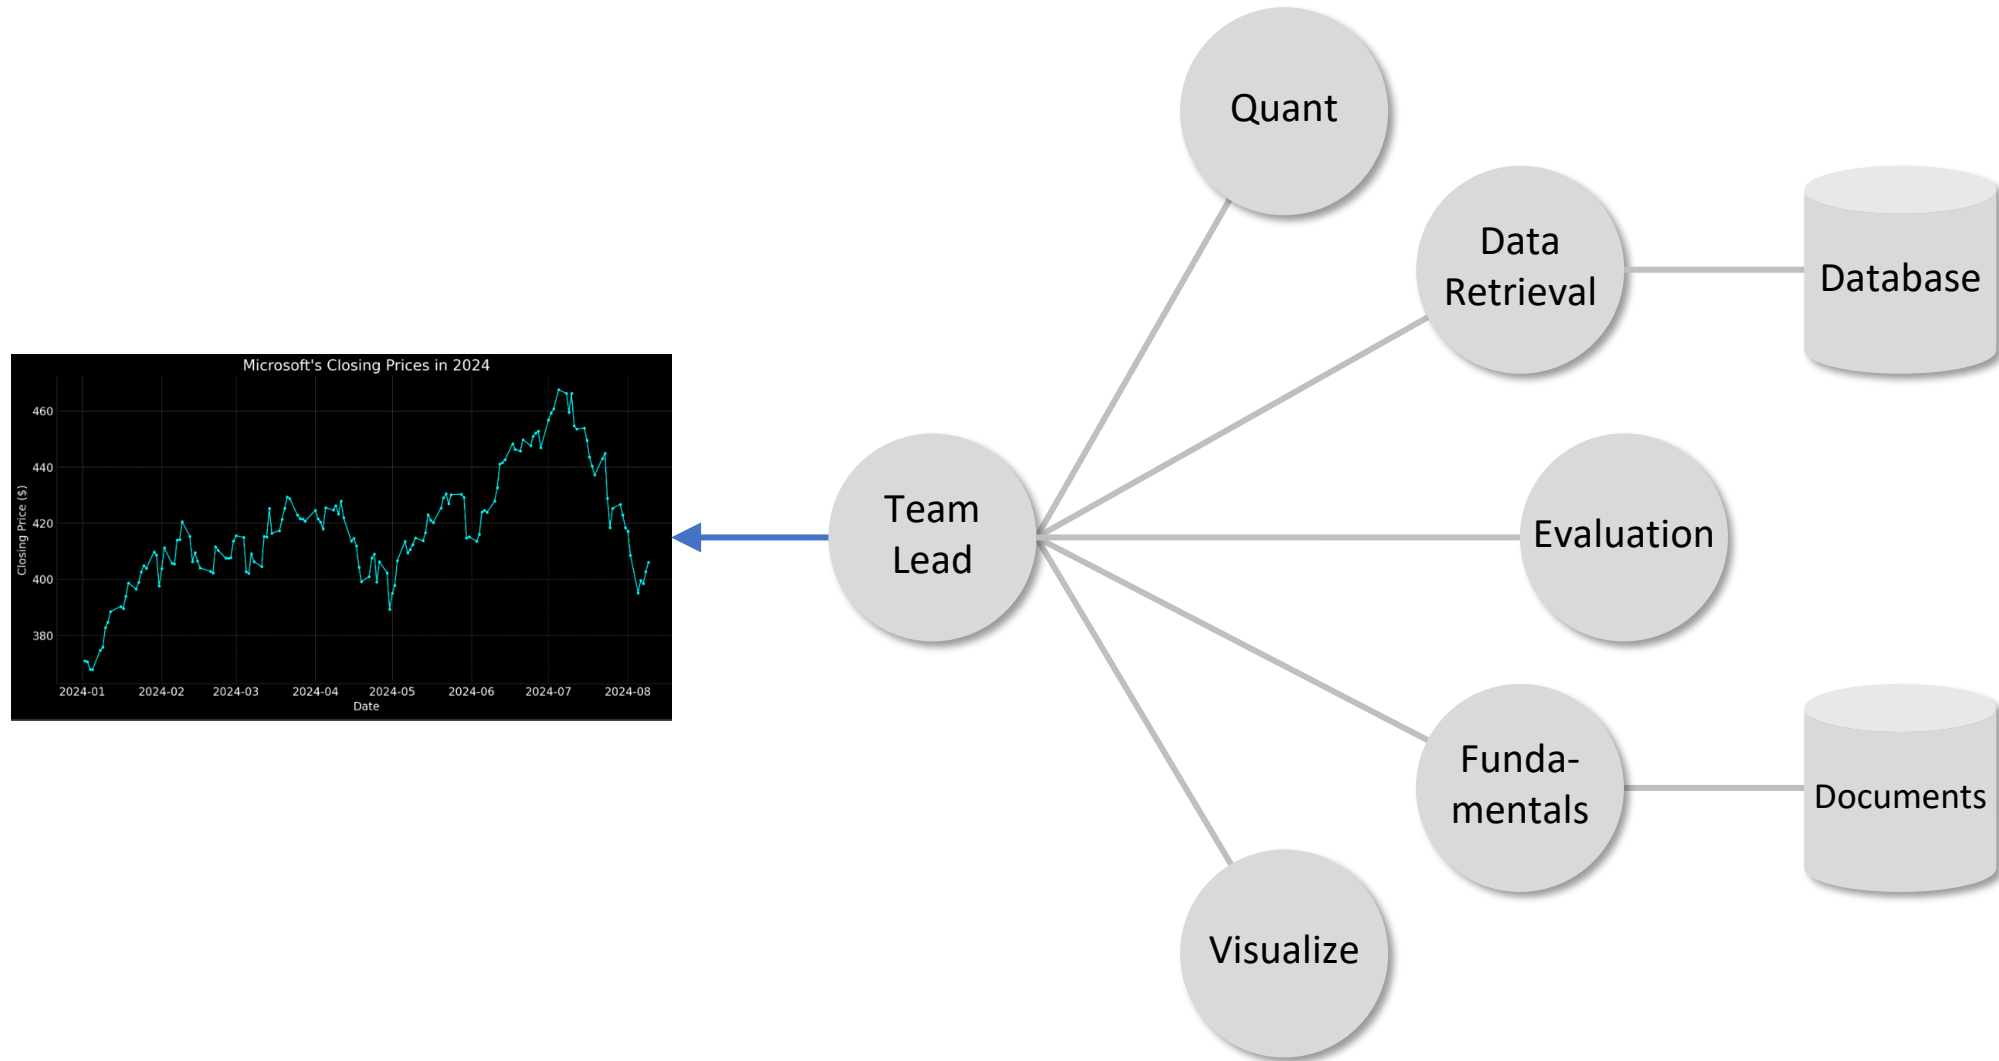 Quant
Data
Retrieval
Database
Microsoft's Closing Prices in 2024
460
440
420
400
380
Closing Price ($)
2024-01 2024-02 2024-03 2024-04 2024-05 2024-06 2024-07 2024-08
Date
Team
Lead
Evaluation
Funda-
mentals
Documents
Visualize